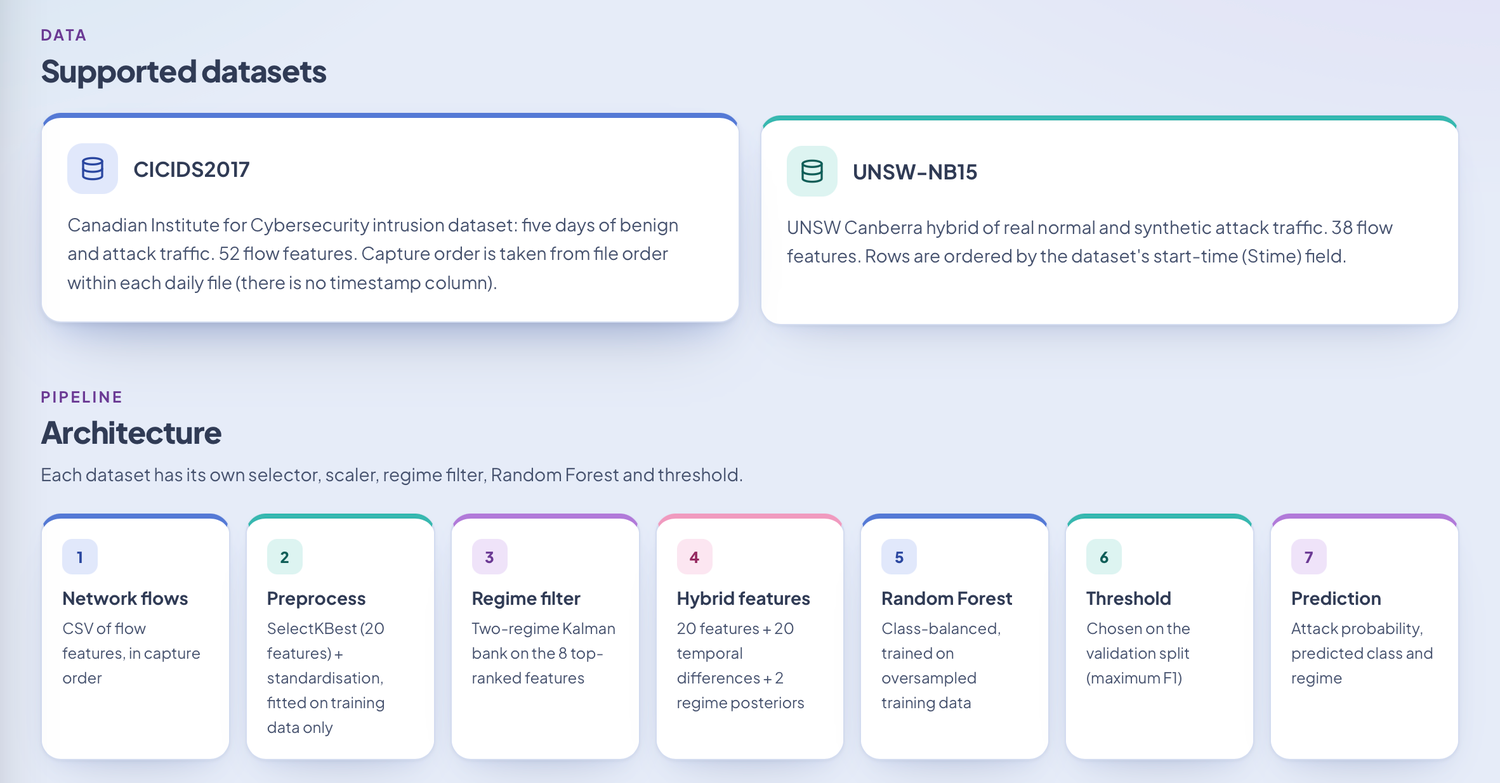 DATA
Supported datasets
CICIDS2017
Canadian Institute for Cybersecurity intrusion dataset: five days of benign
and attack traffic. 52 flow features. Capture order is taken from file order
within each daily file (there is no timestamp column).
UNSW-NB15
UNSW Canberra hybrid of real normal and synthetic attack traffic. 38 flow
features. Rows are ordered by the dataset's start-time (Stime) field.
PIPELINE
Architecture
Each dataset has its own selector, scaler, regime filter, Random Forest and threshold.
1
Network flows
CSV of flow
features, in capture
order
2
Preprocess
SelectKBest (20
features) +
standardisation,
fitted on training
data only
3
Regime filter
Two-regime Kalman
bank on the 8 top-
ranked features
4
Hybrid features
20 features + 20
temporal
differences + 2
regime posteriors
5
Random Forest
Class-balanced,
trained on
oversampled
training data
6
Threshold
Chosen on the
validation split
(maximum F1)
7
Prediction
Attack probability,
predicted class and
regime